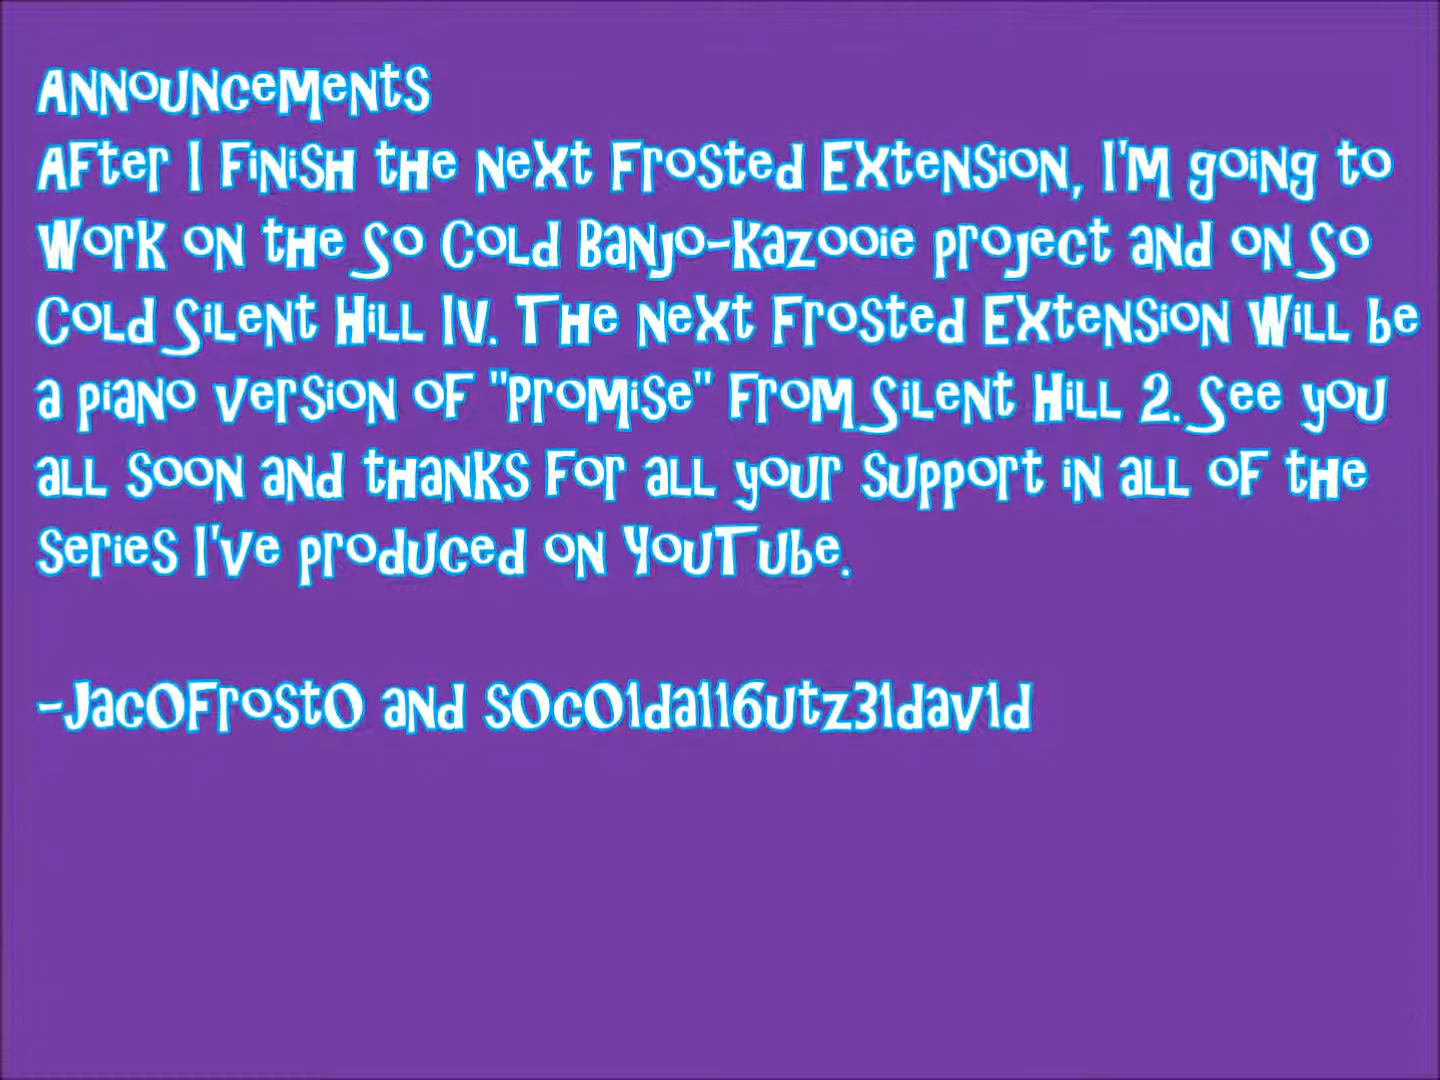 Announcements
After I finish the next Frosted Extension, I'm going to
work on the So Cold Banjo-Kazooie project and on So
Cold Silent Hill IV. The next Frosted Extension will be
a piano version of "Promise" from Silent Hill 2. See you
all soon and thanks for all your support in all of the
series I've produced on YouTube.
-Jac0Frost0 and s0c01da116utz31dav1d